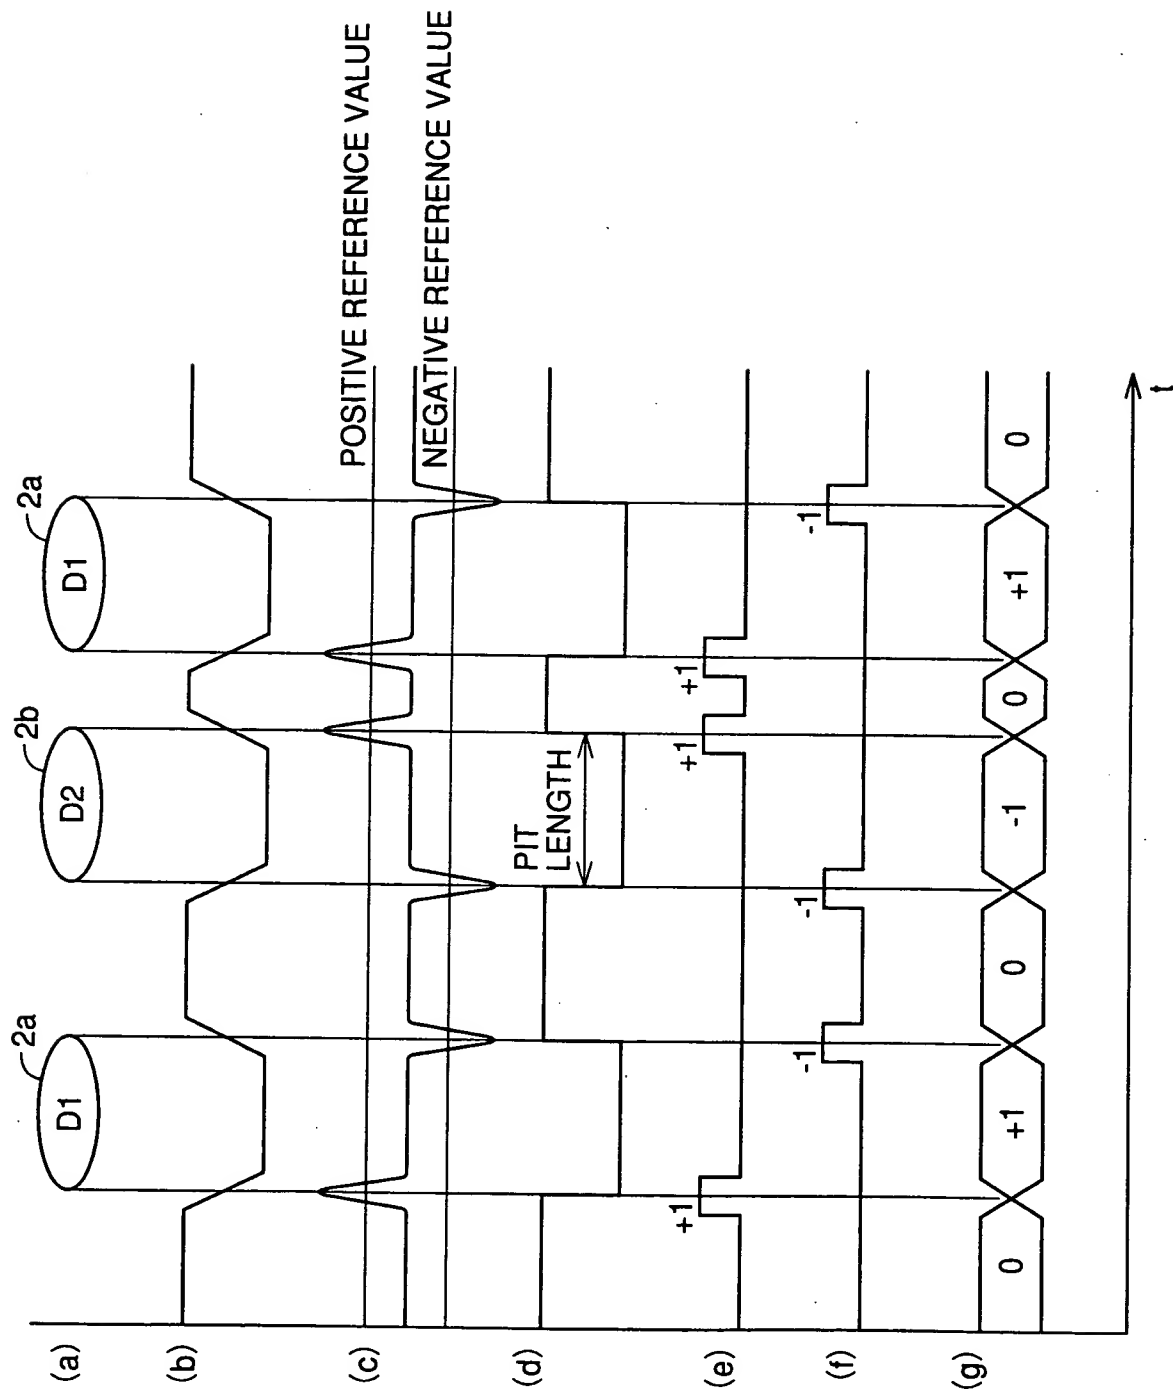 (a)
D1
2a
D2
2b
D1
2a
(b)
(c)
POSITIVE REFERENCE VALUE
NEGATIVE REFERENCE VALUE
(d)
PIT
LENGTH
(e)
+1
+1
+1
(f)
-1
-1
-1
(g)
0
+1
0
-1
0
+1
0
t